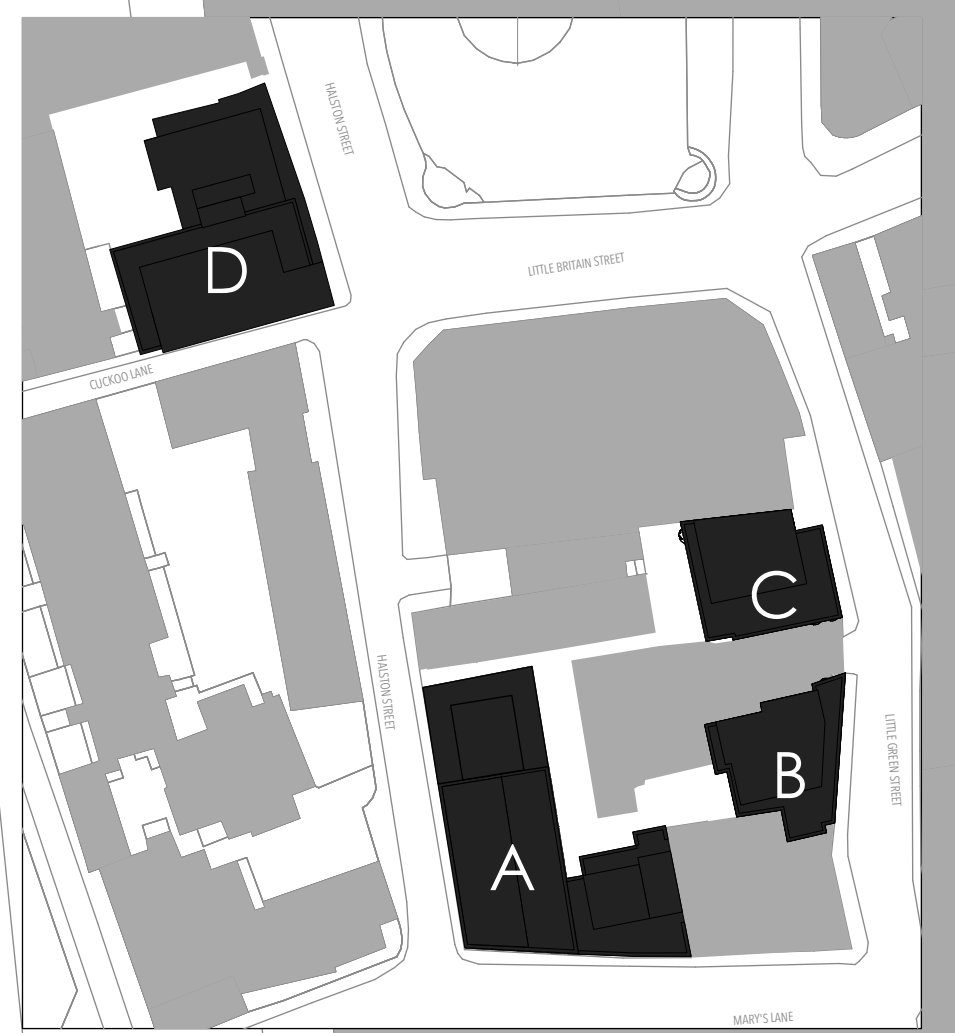 HALSTON STREET
LITTLE BRITAIN STREET
D
CUCKOO LANE
C
HALSTON STREET
LITTLE GREEN STREET
B
A
MARY'S LANE